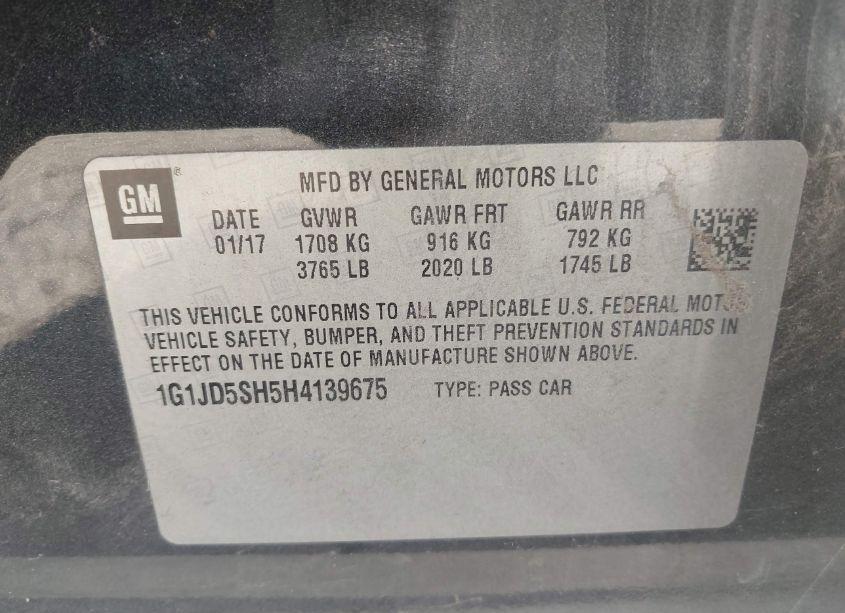 GM
MFD BY GENERAL MOTORS LLC
DATE GVWR GAWR FRT GAWR RR
01/17 1708 KG 916 KG 792 KG
3765 LB 2020 LB 1745 LB
THIS VEHICLE CONFORMS TO ALL APPLICABLE U.S. FEDERAL MOTOR
VEHICLE SAFETY, BUMPER, AND THEFT PREVENTION STANDARDS IN
EFFECT ON THE DATE OF MANUFACTURE SHOWN ABOVE.
1G1JD5SH5H4139675 TYPE: PASS CAR